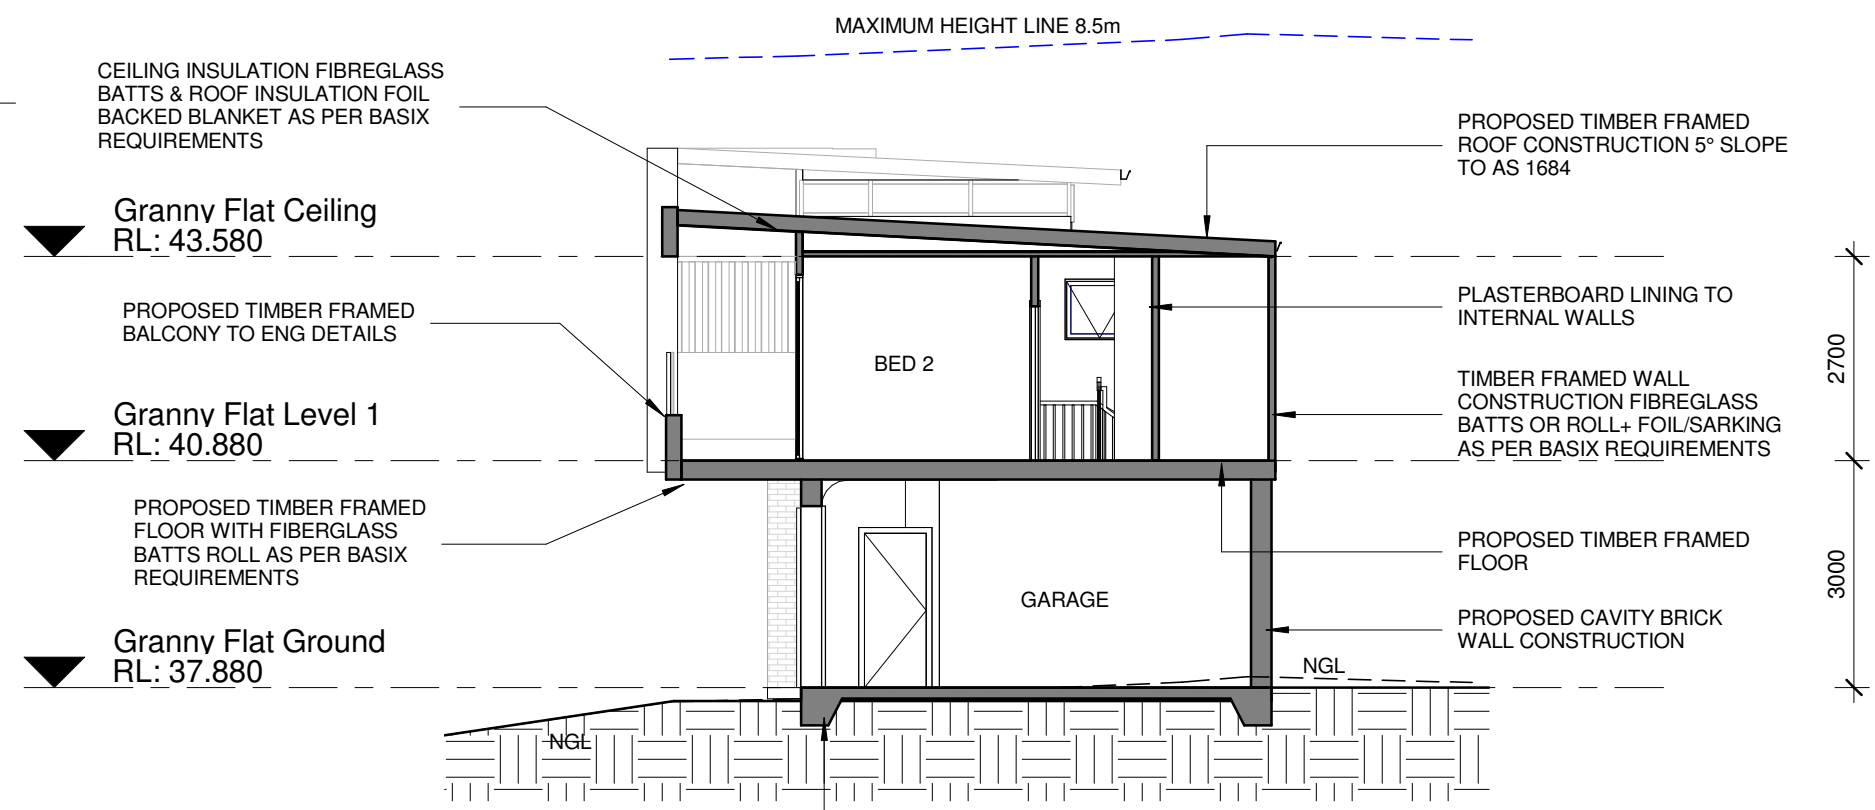 MAXIMUM HEIGHT LINE 8.5m
CEILING INSULATION FIBREGLASS
BATTS & ROOF INSULATION FOIL
BACKED BLANKET AS PER BASIX
REQUIREMENTS
PROPOSED TIMBER FRAMED
ROOF CONSTRUCTION 5° SLOPE
TO AS 1684
Granny Flat Ceiling
RL: 43.580
PROPOSED TIMBER FRAMED
BALCONY TO ENG DETAILS
PLASTERBOARD LINING TO
INTERNAL WALLS
2700
BED 2
TIMBER FRAMED WALL
CONSTRUCTION FIBREGLASS
BATTS OR ROLL+ FOIL/SARKING
AS PER BASIX REQUIREMENTS
Granny Flat Level 1
RL: 40.880
PROPOSED TIMBER FRAMED
FLOOR WITH FIBERGLASS
BATTS ROLL AS PER BASIX
REQUIREMENTS
PROPOSED TIMBER FRAMED
FLOOR
3000
GARAGE
PROPOSED CAVITY BRICK
WALL CONSTRUCTION
Granny Flat Ground
RL: 37.880
NGL
NGL